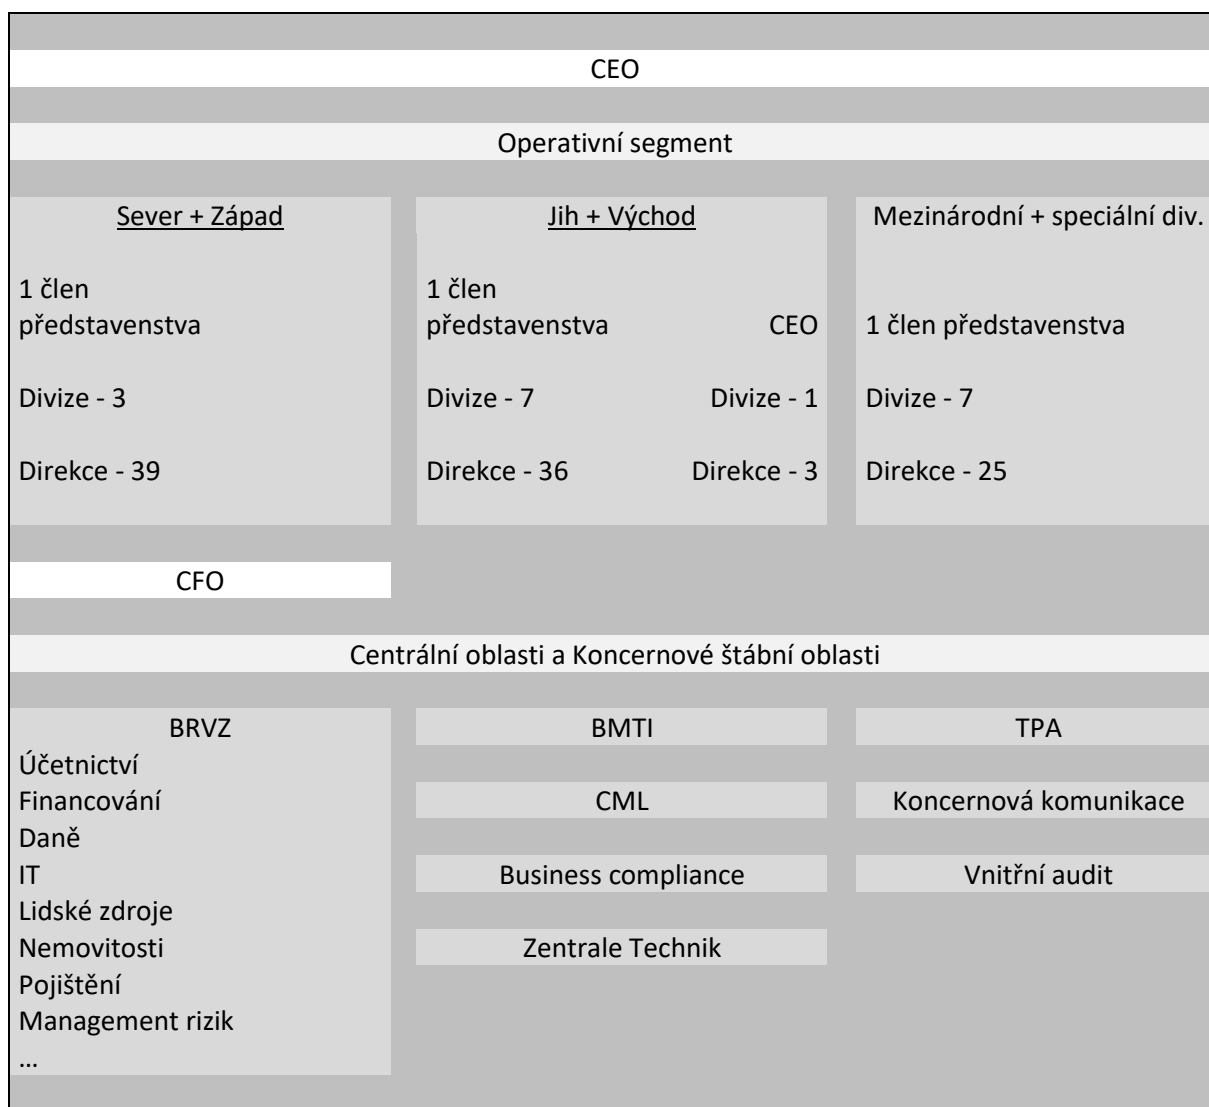 CEO
Operativní segment
Sever + Západ
1 člen
představenstva
Divize - 3
Direkce - 39
Jih + Východ
1 člen
představenstva CEO
Divize - 7 Divize - 1
Direkce - 36 Direkce - 3
Mezinárodní + speciální div.
1 člen představenstva
Divize - 7
Direkce - 25
CFO
Centrální oblasti a Koncernové štábní oblasti
BRVZ
Účetnictví
Financování
Daně
IT
Lidské zdroje
Nemovitosti
Pojištění
Management rizik
...
BMTI
CML
Business compliance
Zentrale Technik
TPA
Koncernová komunikace
Vnitřní audit